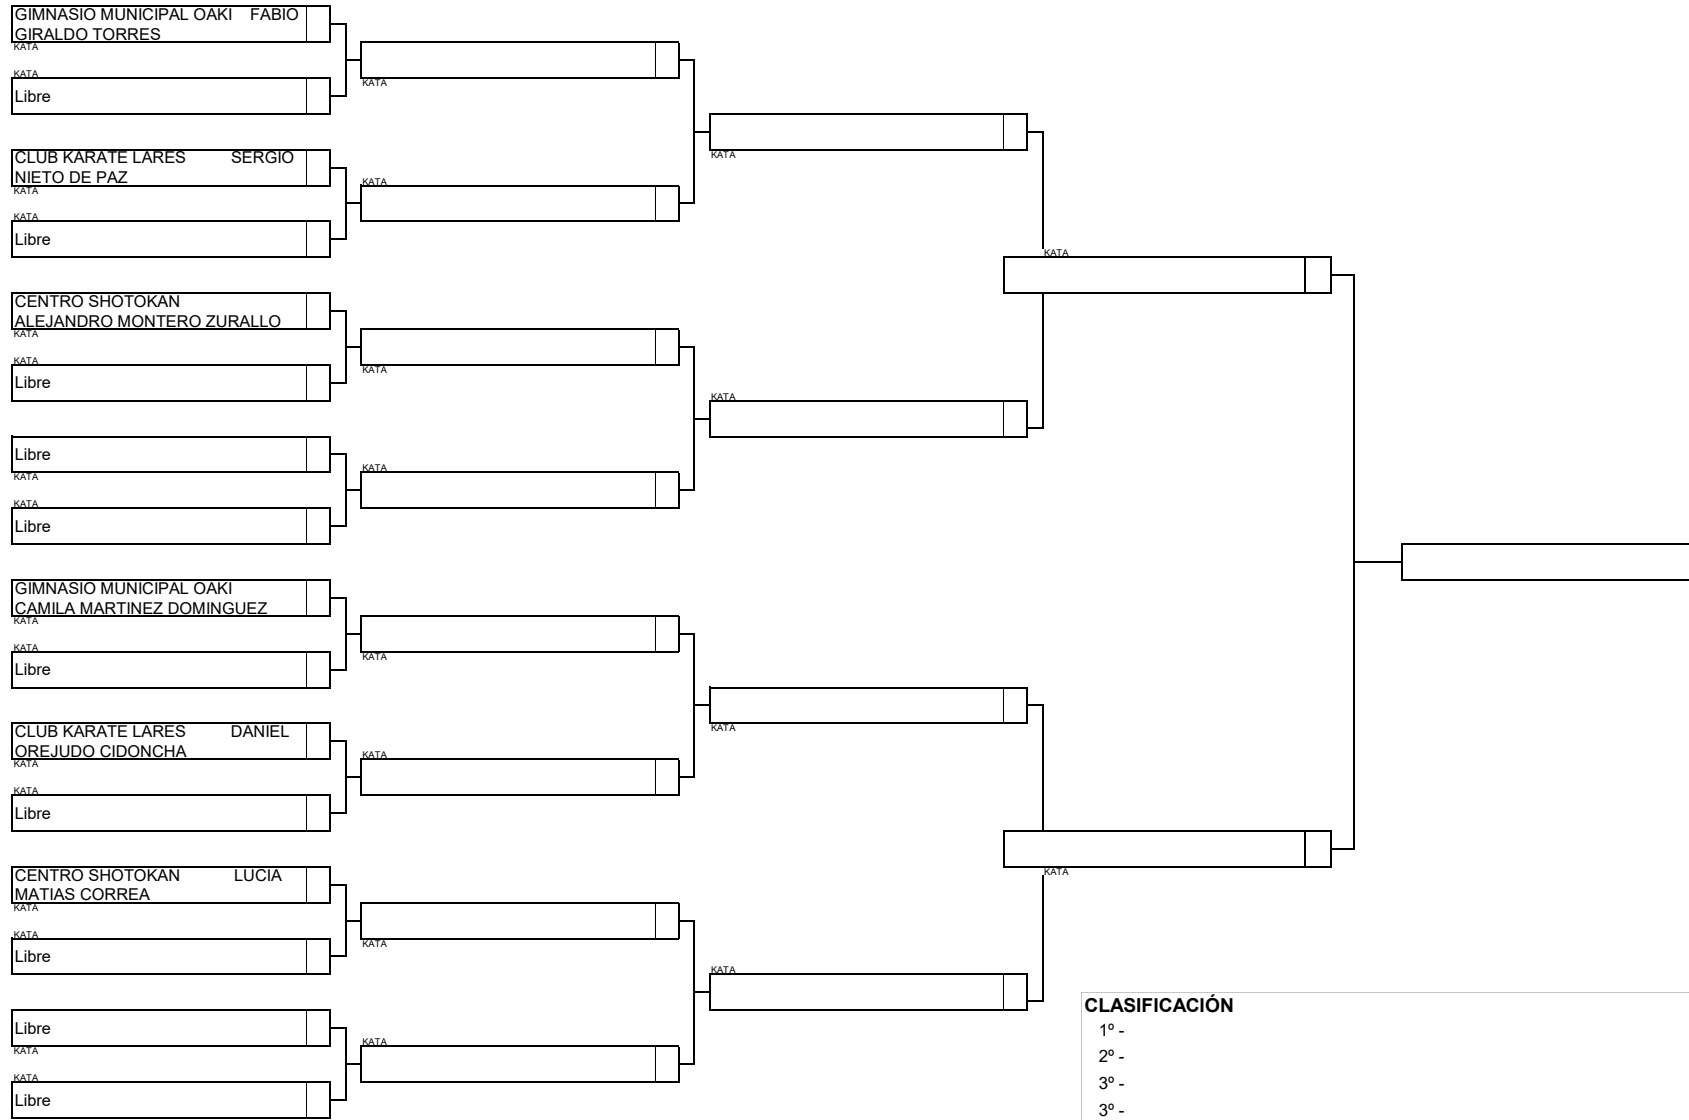 GIMNASIO MUNICIPAL OAKI FABIO
GIRALDO TORRES
KATA
KATA
Libre
CLUB KARATE LARES SERGIO
NIETO DE PAZ
KATA
KATA
Libre
CENTRO SHOTOKAN
ALEJANDRO MONTERO ZURALLO
KATA
KATA
Libre
Libre
KATA
KATA
Libre
GIMNASIO MUNICIPAL OAKI
CAMILA MARTINEZ DOMINGUEZ
KATA
KATA
Libre
CLUB KARATE LARES DANIEL
OREJUDO CIDONCHA
KATA
KATA
Libre
CENTRO SHOTOKAN LUCIA
MATIAS CORREA
KATA
KATA
Libre
Libre
KATA
KATA
Libre
KATA
KATA
KATA
KATA
KATA
KATA
KATA
KATA
KATA
KATA
KATA
KATA
KATA
KATA
CLASIFICACIÓN
1º -
2º -
3º -
3º -